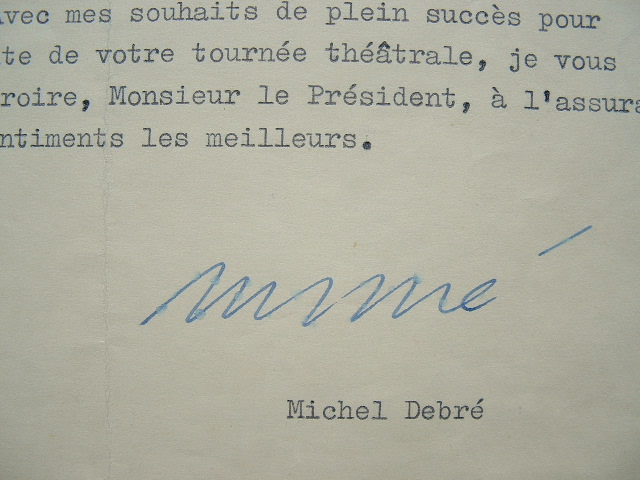 vec mes souhaits de plein succès pour
te de votre tournée théâtrale, je vous
roire, Monsieur le Président, à l'assura
ntiments les meilleurs.
Michel Debré